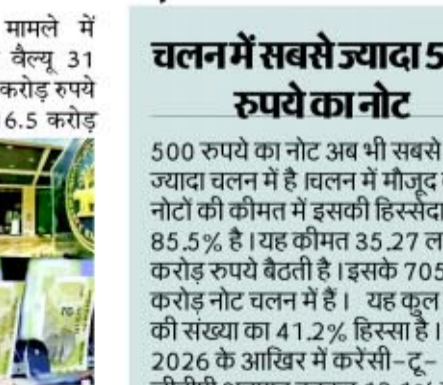 मामले में
वैल्यू 31
करोड़ रुपये
6.5 करोड़
चलन में सबसे ज्यादा 5
रुपये का नोट
500 रुपये का नोट अब भी सबसे
ज्यादा चलन में है।चलन में मौजूद
नोटों की कीमत में इसकी हिस्सेदा
85.5% है।यह कीमत 35.27 ला
करोड़ रुपये बैठती है।इसके 705
करोड़ नोट चलन में हैं। यह कुल
की संख्या का 41.2% हिस्सा है।
2026 के आखिर में करेंसी-टू-